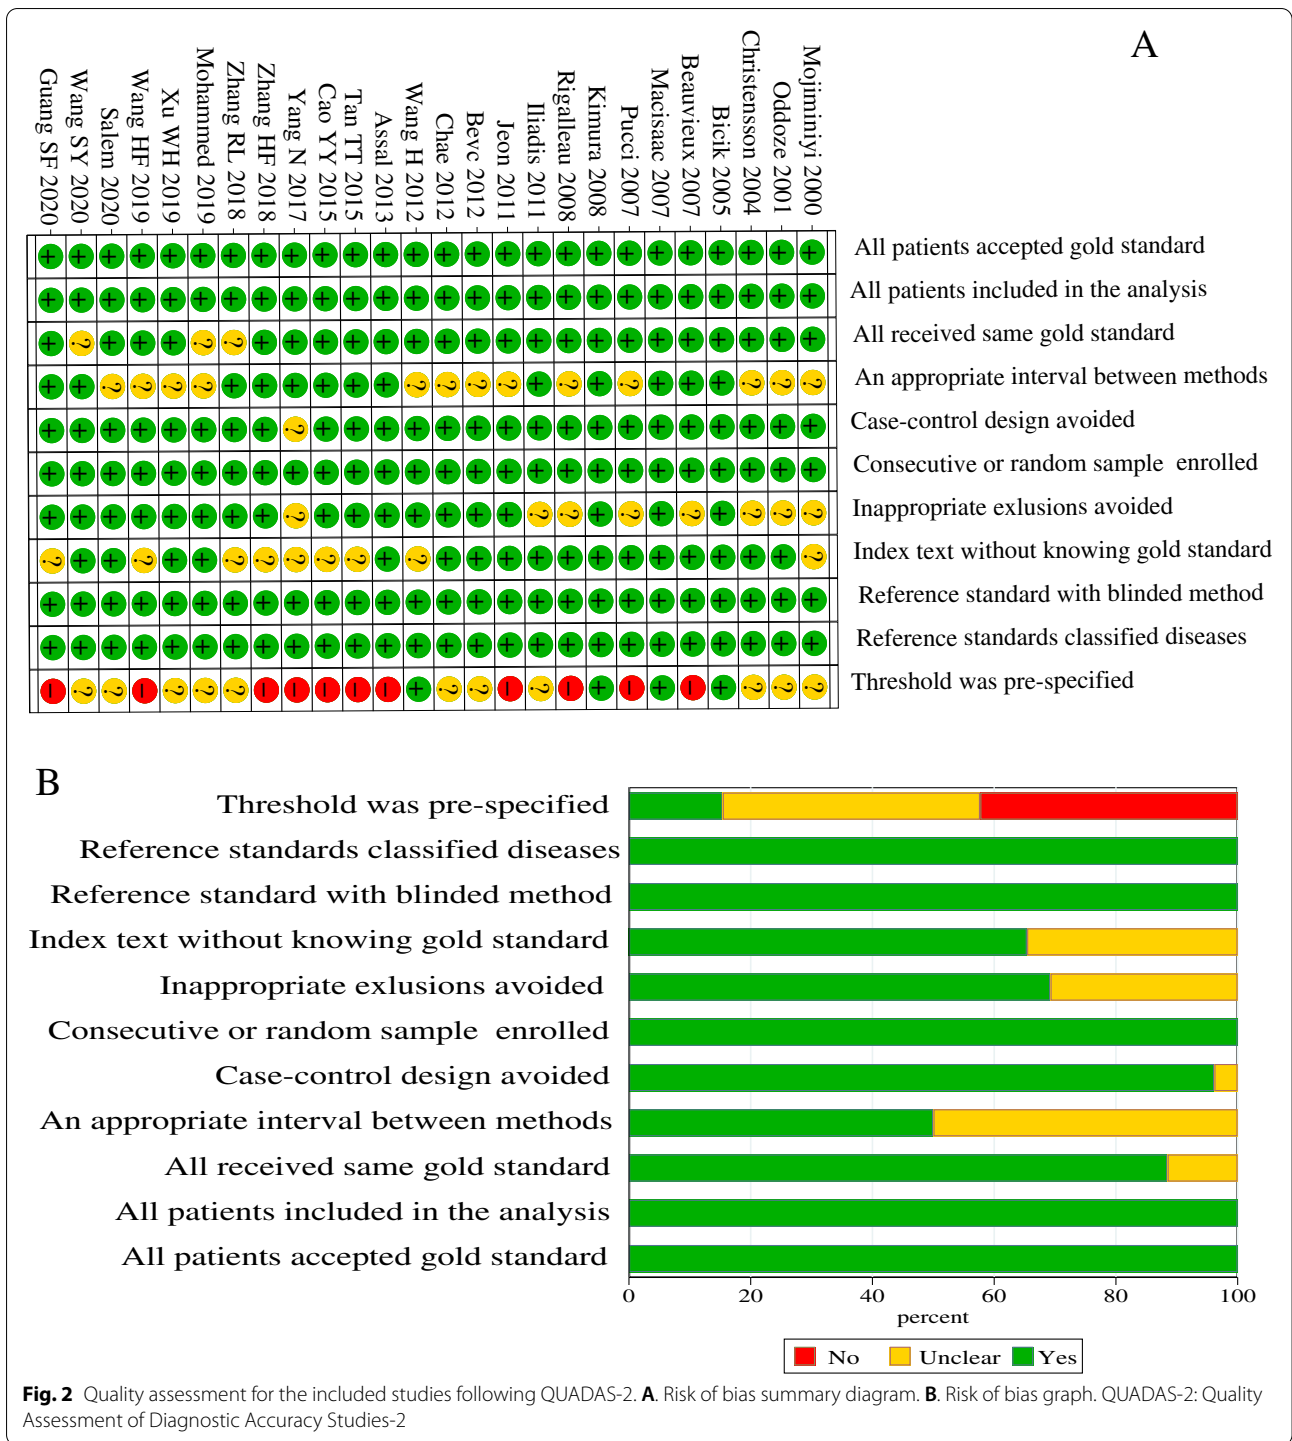 A
Guang SF 2020
Wang SY 2020
Salem 2020
Wang HF 2019
Xu WH 2019
Mohammed 2019
Zhang RL 2018
Zhang HF 2018
Yang N 2017
Cao YY 2015
Tan TT 2015
Assal 2013
Wang H 2012
Chae 2012
Bevc 2012
Jeon 2011
Iliadis 2011
Rigalleau 2008
Kimura 2008
Pucci 2007
Macisaac 2007
Beauvieux 2007
Bicik 2005
Christensson 2004
Oddoze 2001
Mojiminiyi 2000
+ + + + + + + + + + + + + + + + + + + + + + + + + + All patients accepted gold standard
+ + + + + + + + + + + + + + + + + + + + + + + + + + All patients included in the analysis
+ ? + + + ? ? + + + + + + + + + + + + + + + + + + + All received same gold standard
+ + ? ? ? ? + + + + + + ? ? ? ? + ? + ? + + + ? ? ? An appropriate interval between methods
+ + + + + + + + ? + + + + + + + + + + + + + + + + + Case-control design avoided
+ + + + + + + + + + + + + + + + + + + + + + + + + + Consecutive or random sample enrolled
+ + + + + + + + ? + + + + + + + ? ? + ? + ? + ? ? ? Inappropriate exlusions avoided
? + + ? + + ? ? ? ? ? + ? + + + + + + + + + + + + ? Index text without knowing gold standard
+ + + + + + + + + + + + + + + + + + + + + + + + + + Reference standard with blinded method
+ + + + + + + + + + + + + + + + + + + + + + + + + + Reference standards classified diseases
− ? ? − ? ? ? − − − − − + ? ? − ? − + − + − + ? ? ? Threshold was pre-specified
B
Threshold was pre-specified
Reference standards classified diseases
Reference standard with blinded method
Index text without knowing gold standard
Inappropriate exlusions avoided
Consecutive or random sample enrolled
Case-control design avoided
An appropriate interval between methods
All received same gold standard
All patients included in the analysis
All patients accepted gold standard
0 20 40 60 80 100
percent
No Unclear Yes
Fig. 2 Quality assessment for the included studies following QUADAS-2. A. Risk of bias summary diagram. B. Risk of bias graph. QUADAS-2: Quality
Assessment of Diagnostic Accuracy Studies-2